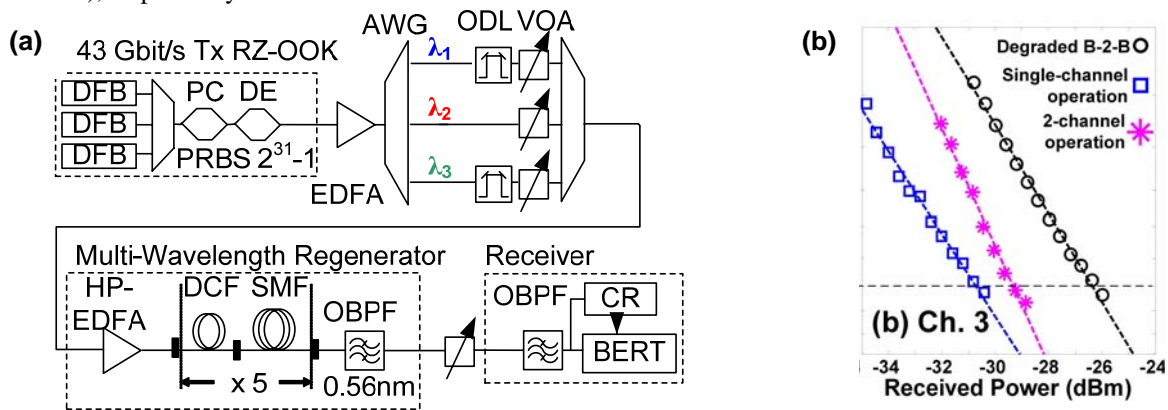 (a)
43 Gbit/s Tx RZ-OOK
DFB
DFB
DFB
PC DE
PRBS 2^31-1
EDFA
AWG
ODL VOA
λ1
λ2
λ3
Multi-Wavelength Regenerator
HP-
EDFA
DCF SMF
x 5
OBPF
0.56nm
Receiver
OBPF
CR
BERT
(b)
Degraded B-2-B
Single-channel
operation
2-channel
operation
(b) Ch. 3
-34 -32 -30 -28 -26 -24
Received Power (dBm)